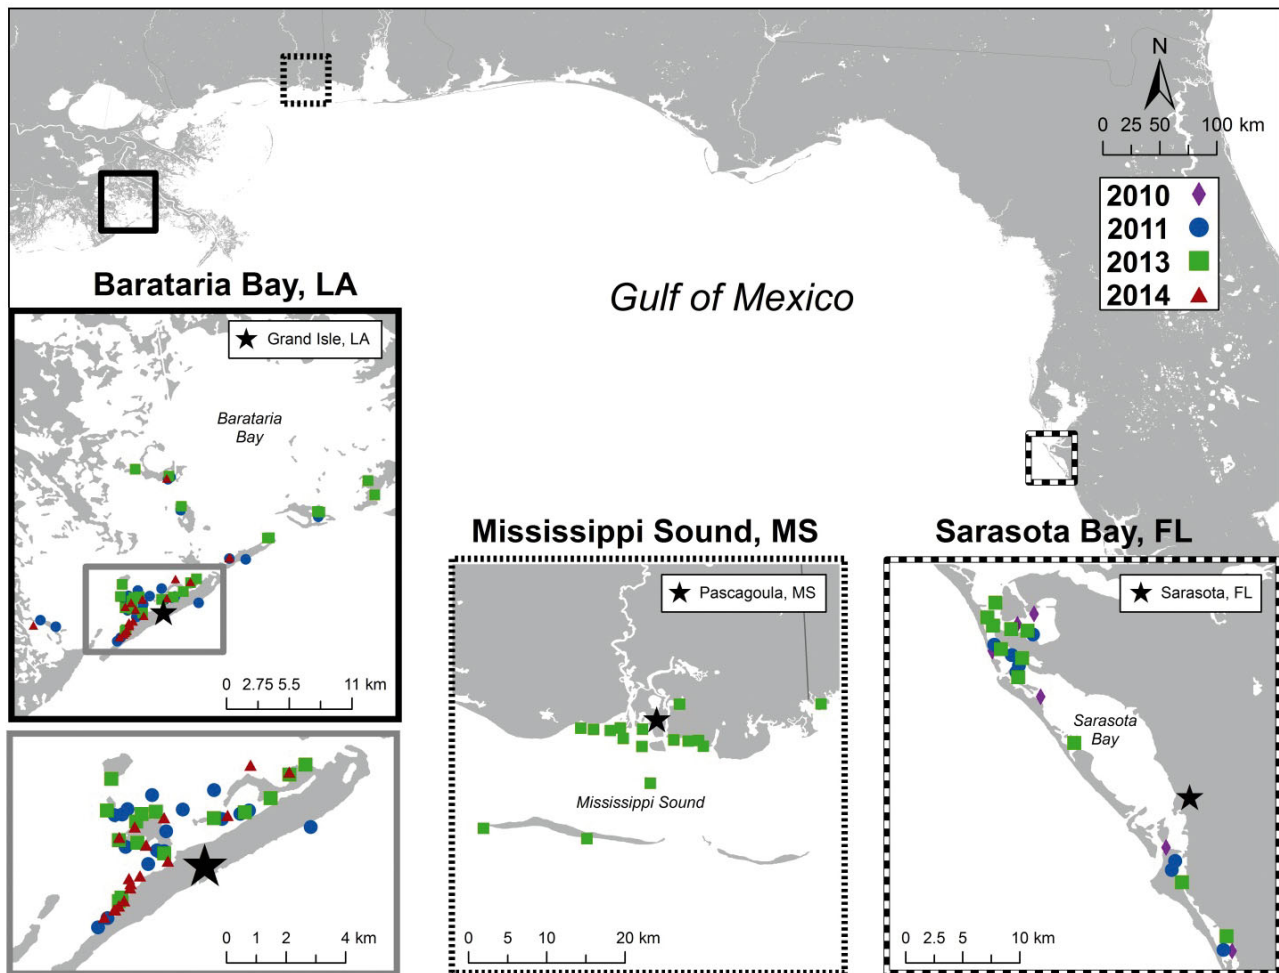 N
0 25 50 100 km
2010
2011
2013
2014
Gulf of Mexico
Barataria Bay, LA
Grand Isle, LA
Barataria
Bay
0 2.75 5.5 11 km
0 1 2 4 km
Mississippi Sound, MS
Pascagoula, MS
Mississippi Sound
0 5 10 20 km
Sarasota Bay, FL
Sarasota, FL
Sarasota
Bay
0 2.5 5 10 km